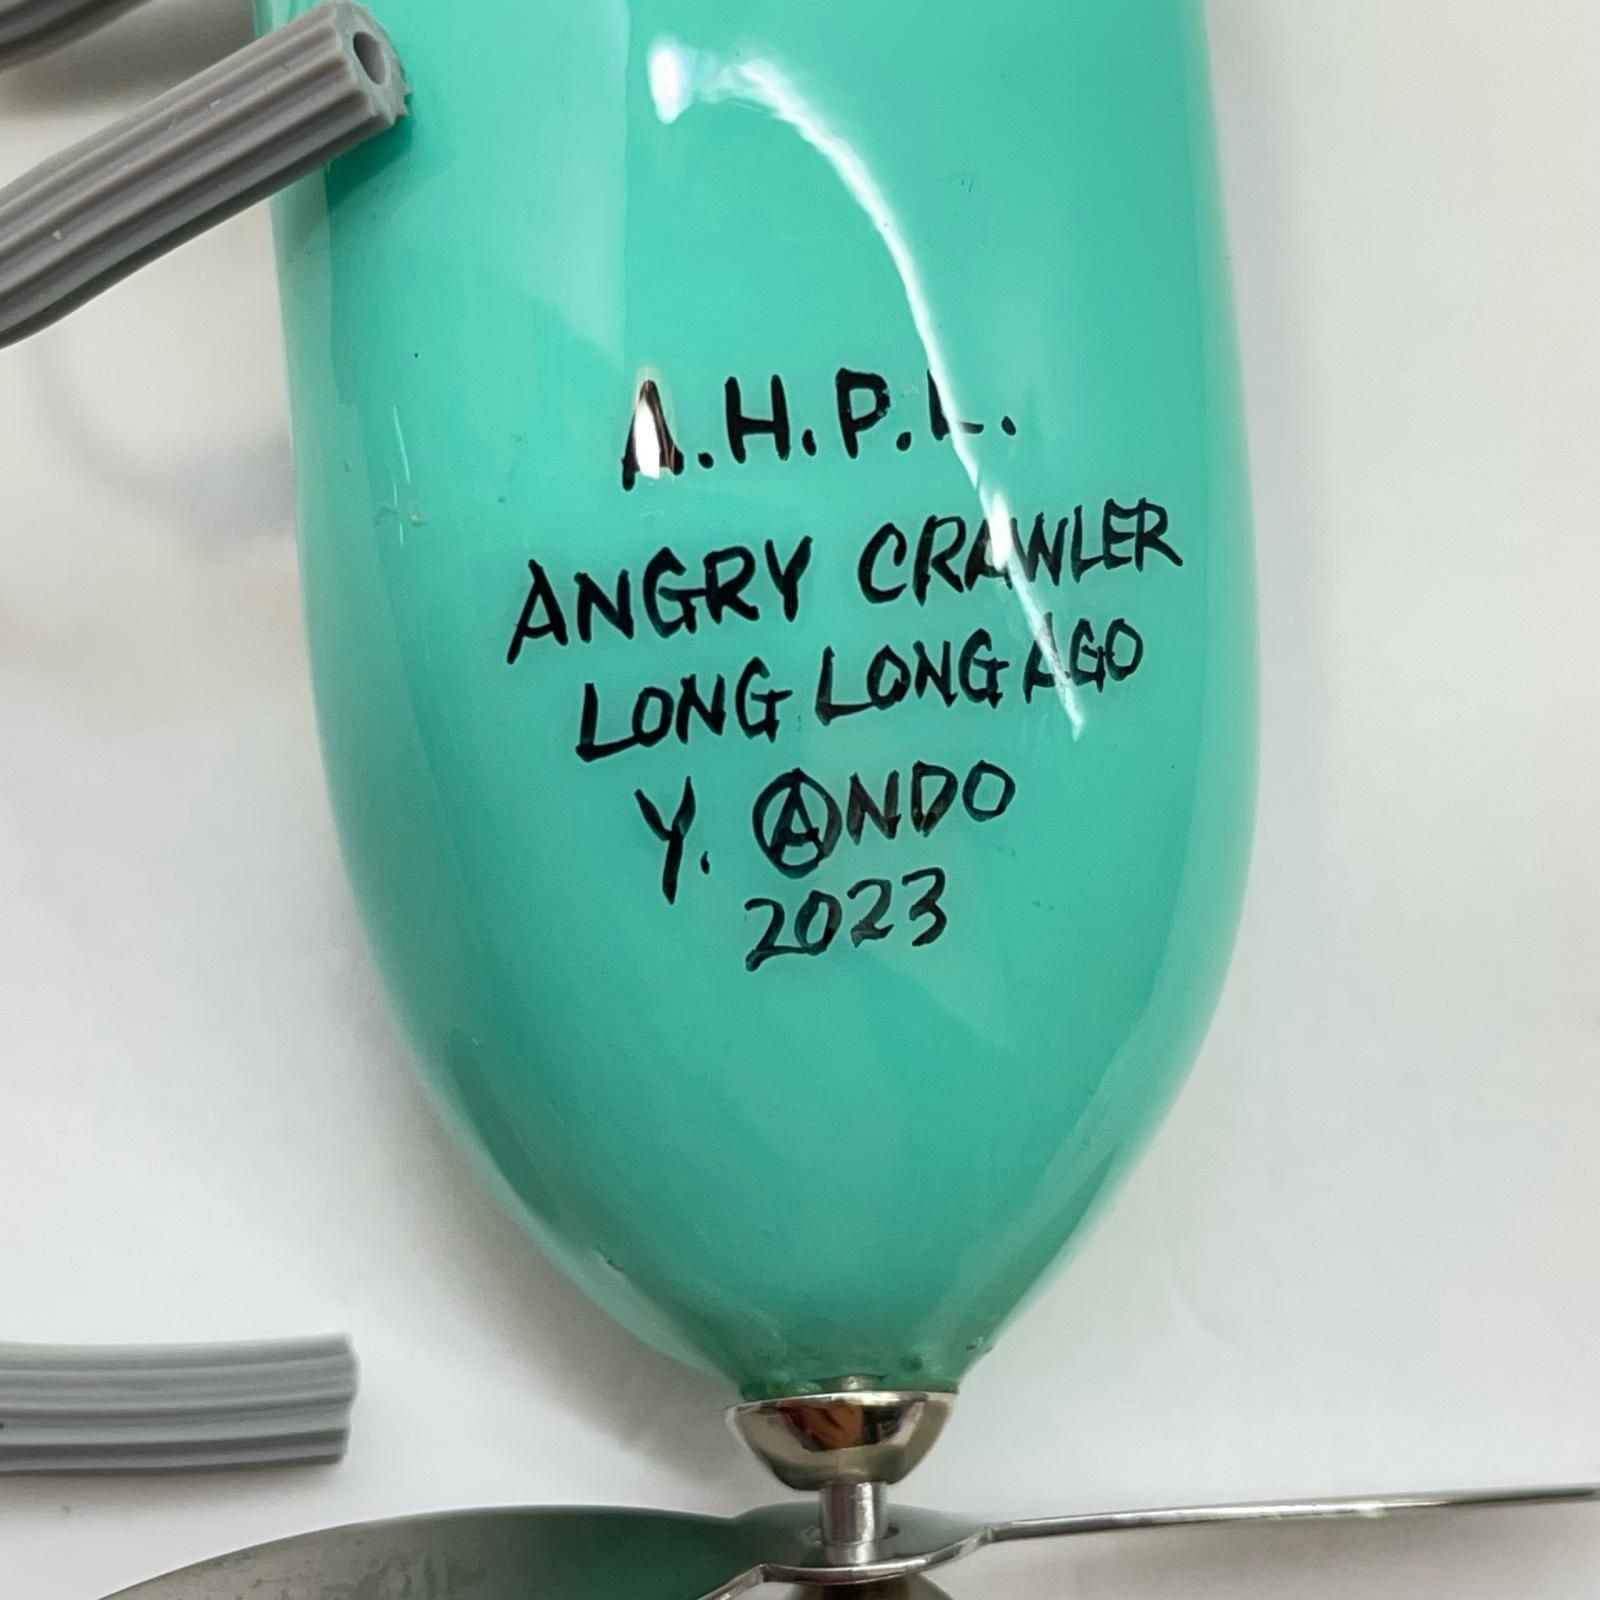 A.H.P.L.
ANGRY CRAWLER
LONG LONG AGO
Y. ⒶNDO
2023